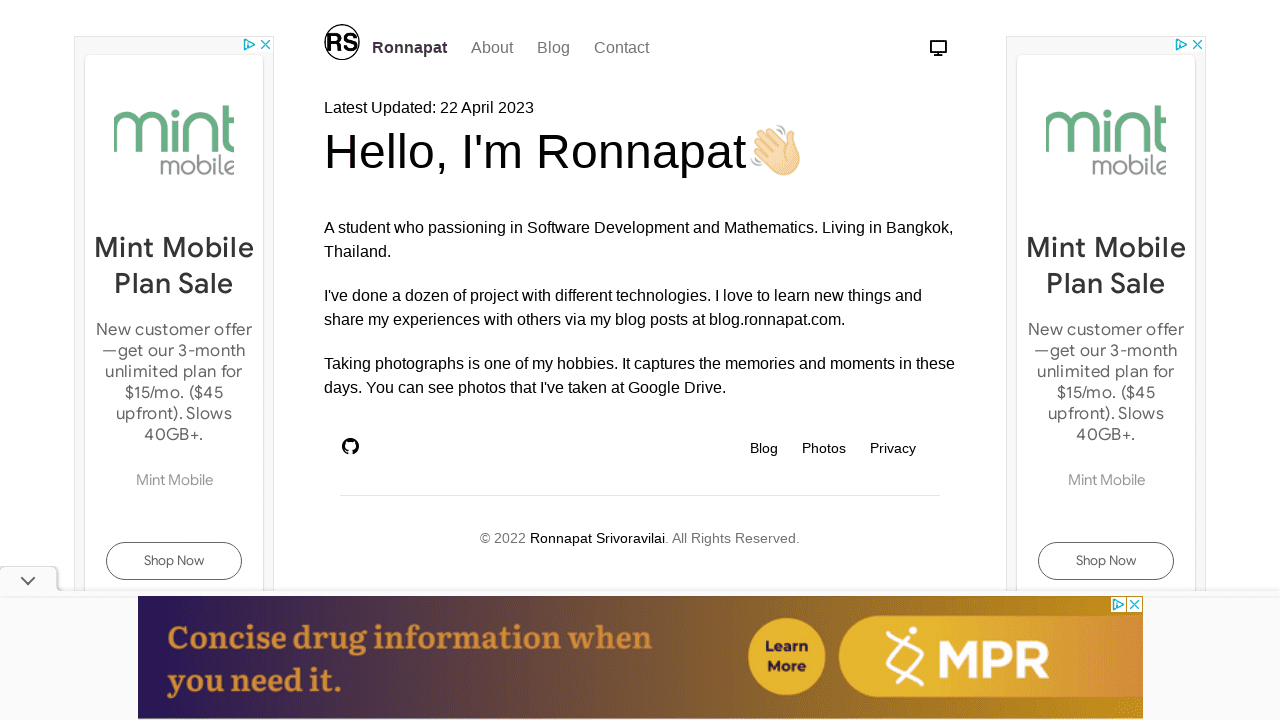 RS Ronnapat About Blog Contact
Latest Updated: 22 April 2023
Hello, I'm Ronnapat👋🏻
A student who passioning in Software Development and Mathematics. Living in Bangkok,
Thailand.
I've done a dozen of project with different technologies. I love to learn new things and
share my experiences with others via my blog posts at blog.ronnapat.com.
Taking photographs is one of my hobbies. It captures the memories and moments in these
days. You can see photos that I've taken at Google Drive.
Blog Photos Privacy
© 2022 Ronnapat Srivoravilai. All Rights Reserved.
mint
mobile
Mint Mobile
Plan Sale
New customer offer
—get our 3-month
unlimited plan for
$15/mo. ($45
upfront). Slows
40GB+.
Mint Mobile
Shop Now
mint
mobile
Mint Mobile
Plan Sale
New customer offer
—get our 3-month
unlimited plan for
$15/mo. ($45
upfront). Slows
40GB+.
Mint Mobile
Shop Now
Concise drug information when
you need it.
Learn
More
MPR